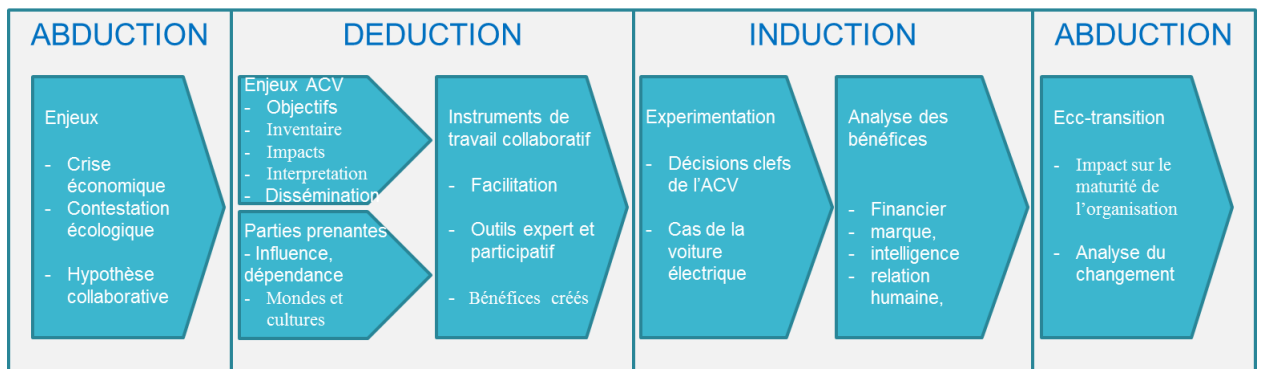 ABDUCTION
Enjeux
- Crise
économique
- Contestation
écologique
- Hypothèse
collaborative
DEDUCTION
Enjeux ACV
- Objectifs
- Inventaire
- Impacts
- Interpretation
- Dissémination
Parties prenantes
- Influence,
dépendance
- Mondes et
cultures
Instruments de
travail collaboratif
- Facilitation
- Outils expert et
participatif
- Bénéfices créés
INDUCTION
Experimentation
- Décisions clefs
de l'ACV
- Cas de la
voiture
électrique
Analyse des
bénéfices
- Financier
- marque,
- intelligence
- relation
humaine,
ABDUCTION
Ecc-transition
- Impact sur le
maturité de
l’organisation
- Analyse du
changement